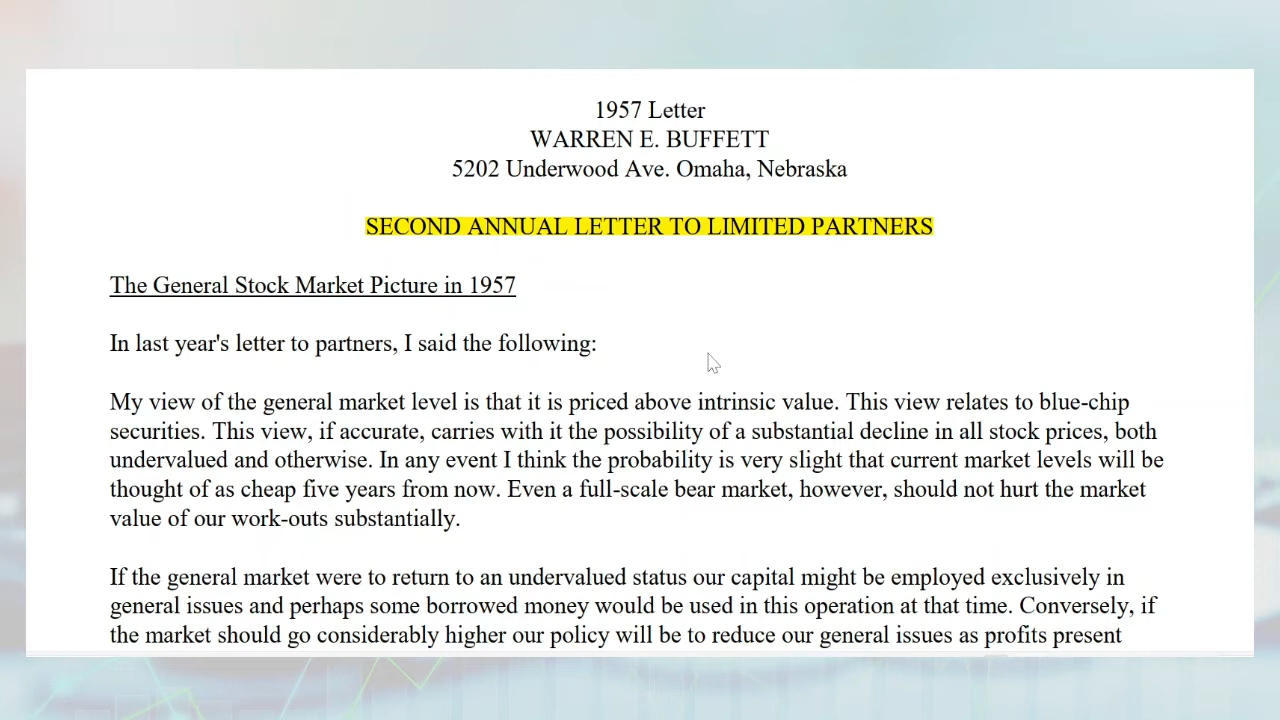 1957 Letter
WARREN E. BUFFETT
5202 Underwood Ave. Omaha, Nebraska
SECOND ANNUAL LETTER TO LIMITED PARTNERS
The General Stock Market Picture in 1957
In last year's letter to partners, I said the following:
My view of the general market level is that it is priced above intrinsic value. This view relates to blue-chip
securities. This view, if accurate, carries with it the possibility of a substantial decline in all stock prices, both
undervalued and otherwise. In any event I think the probability is very slight that current market levels will be
thought of as cheap five years from now. Even a full-scale bear market, however, should not hurt the market
value of our work-outs substantially.
If the general market were to return to an undervalued status our capital might be employed exclusively in
general issues and perhaps some borrowed money would be used in this operation at that time. Conversely, if
the market should go considerably higher our policy will be to reduce our general issues as profits present